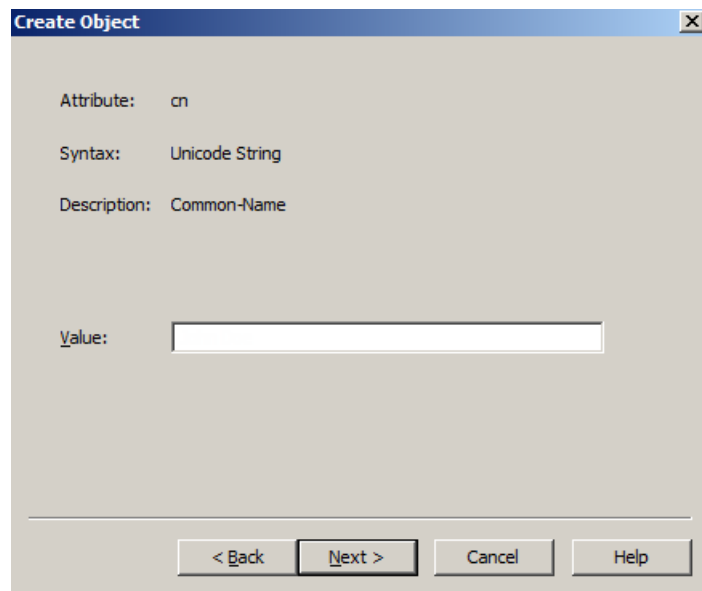 Create Object
Attribute: cn
Syntax: Unicode String
Description: Common-Name
Value:
< Back Next > Cancel Help